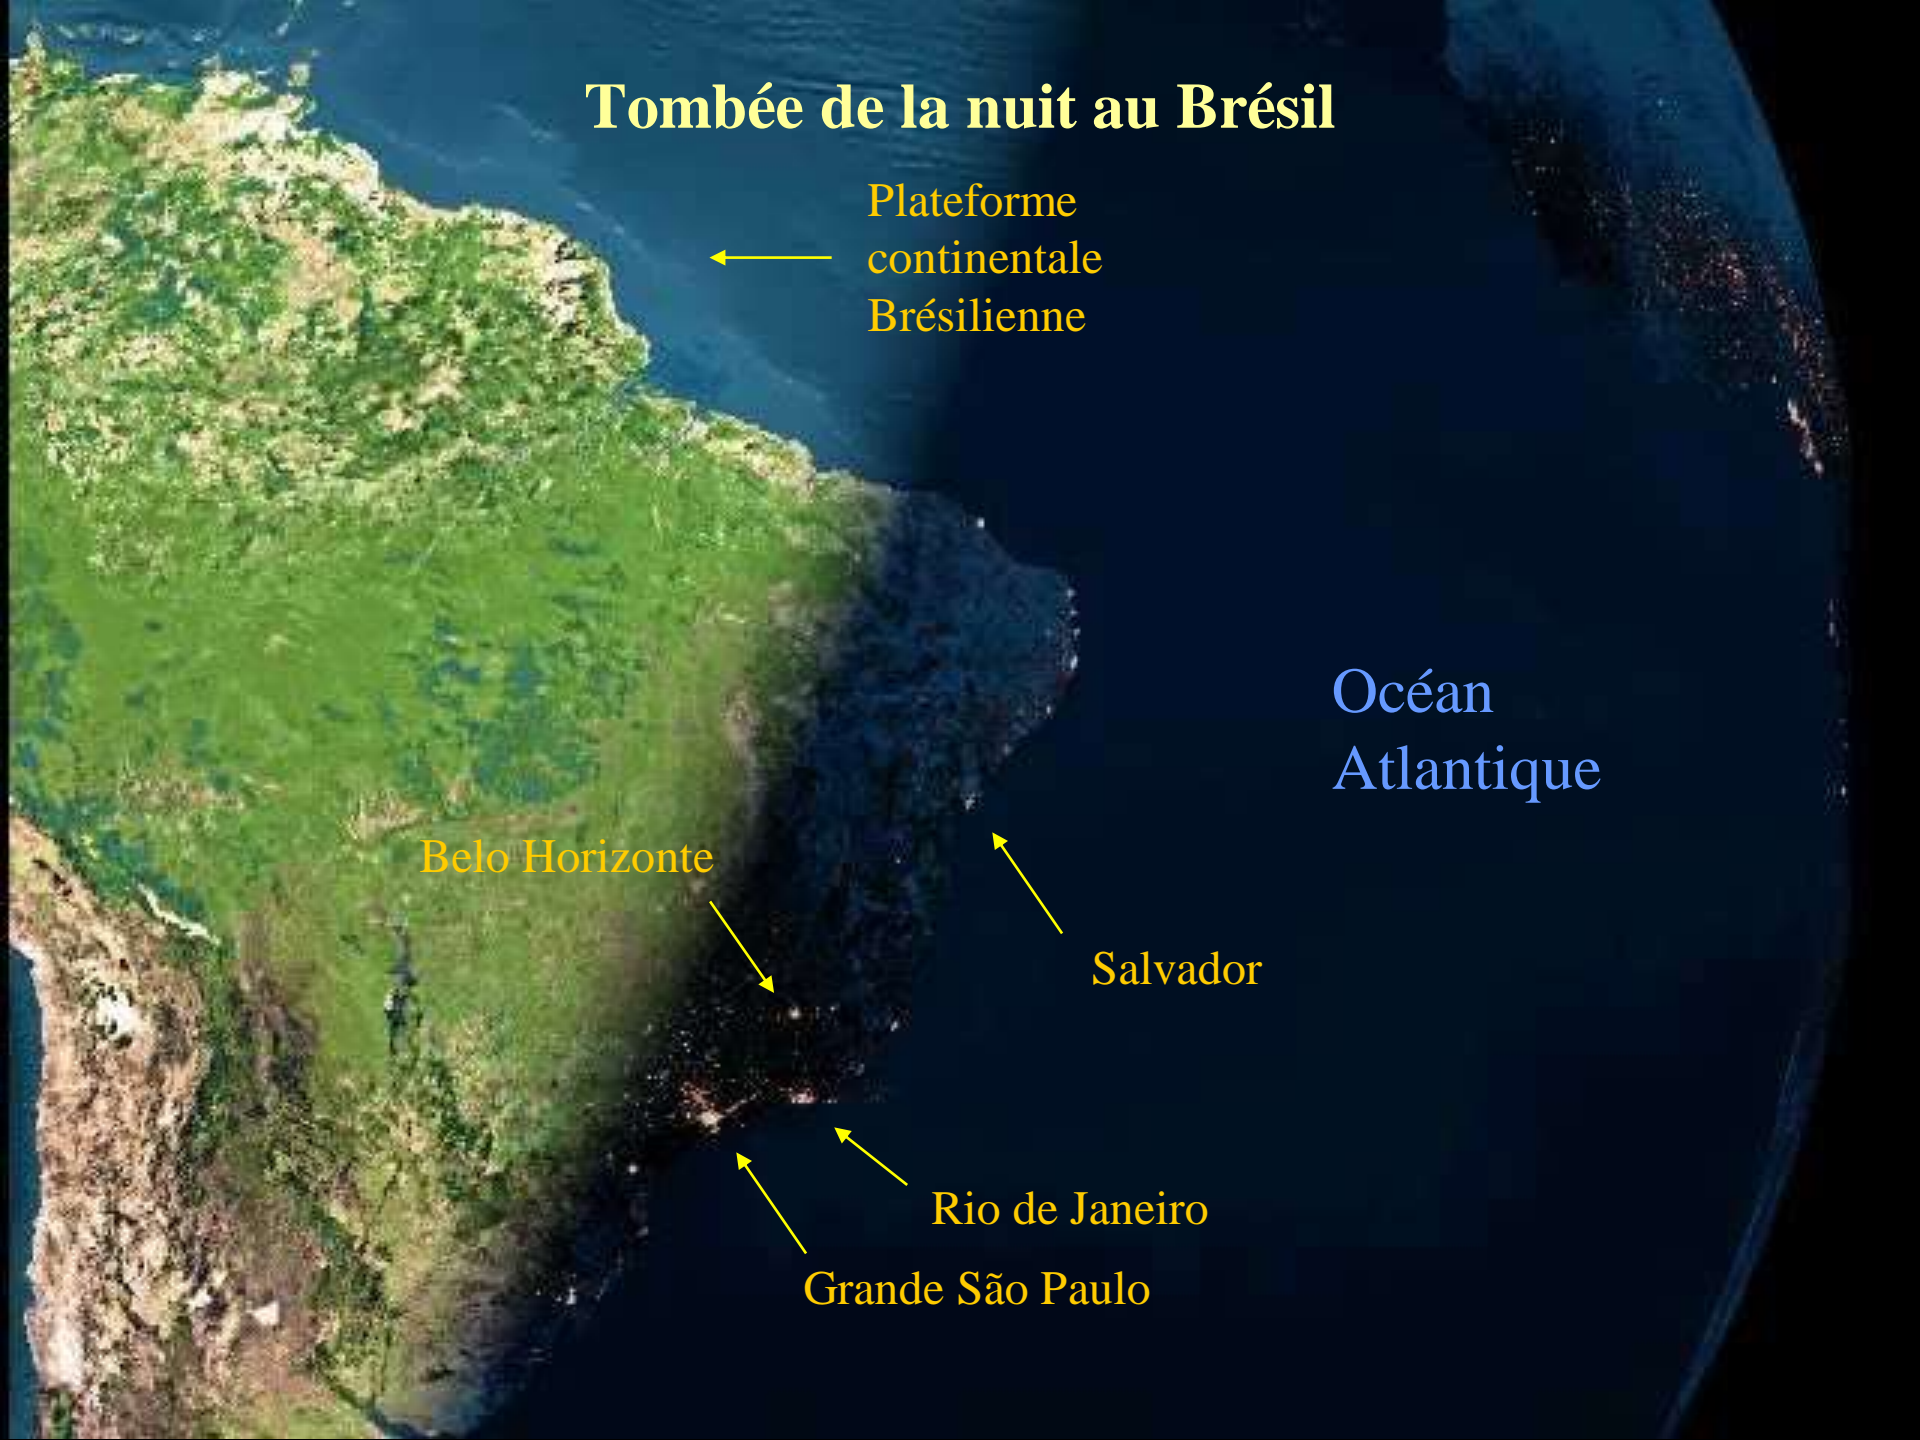 Tombée de la nuit au Brésil
Plateforme
continentale
Brésilienne
Océan
Atlantique
Belo Horizonte
Salvador
Rio de Janeiro
Grande São Paulo